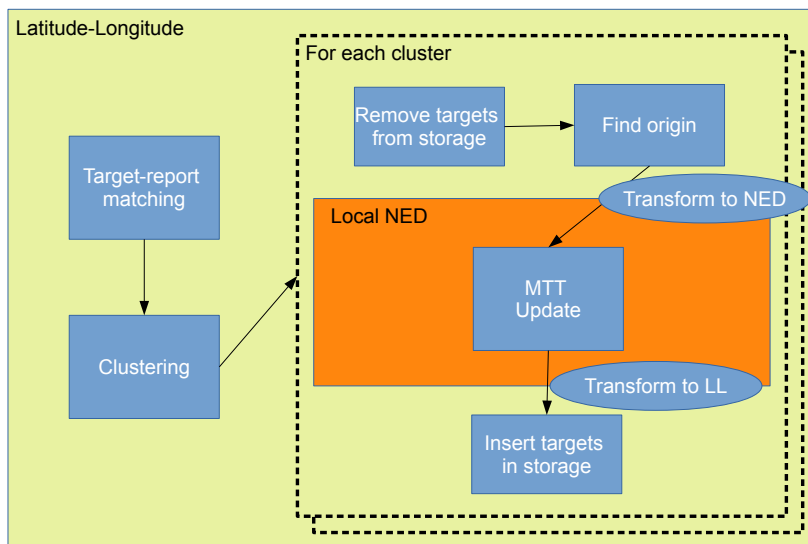 Latitude-Longitude
For each cluster
Remove targets
from storage
Find origin
Target-report
matching
Transform to NED
Local NED
MTT
Update
Clustering
Transform to LL
Insert targets
in storage